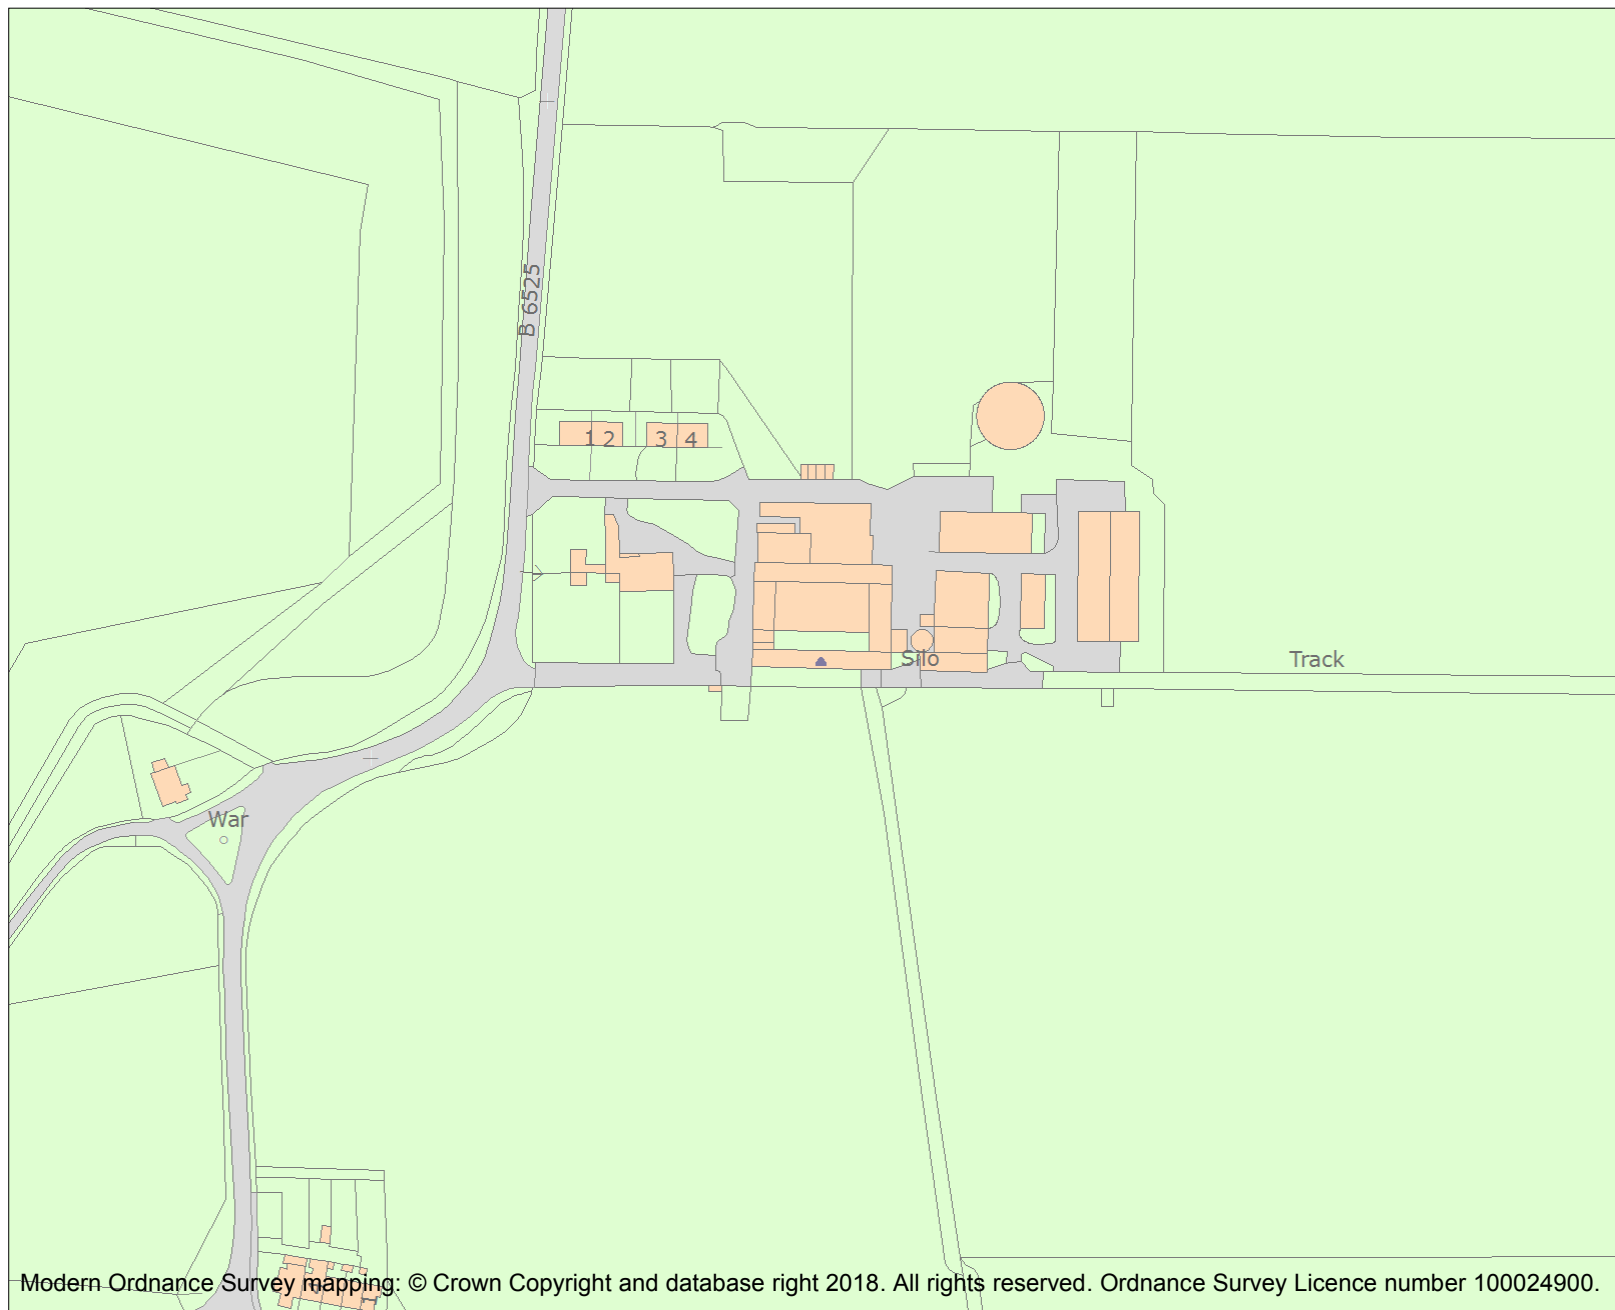 B 6525
1 2
3 4
Silo
Track
War
Modern Ordnance Survey mapping: © Crown Copyright and database right 2018. All rights reserved. Ordnance Survey Licence number 100024900.